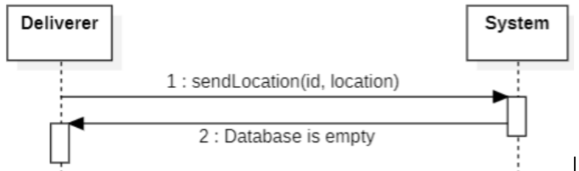 Deliverer
System
1 : sendLocation(id, location)
2 : Database is empty